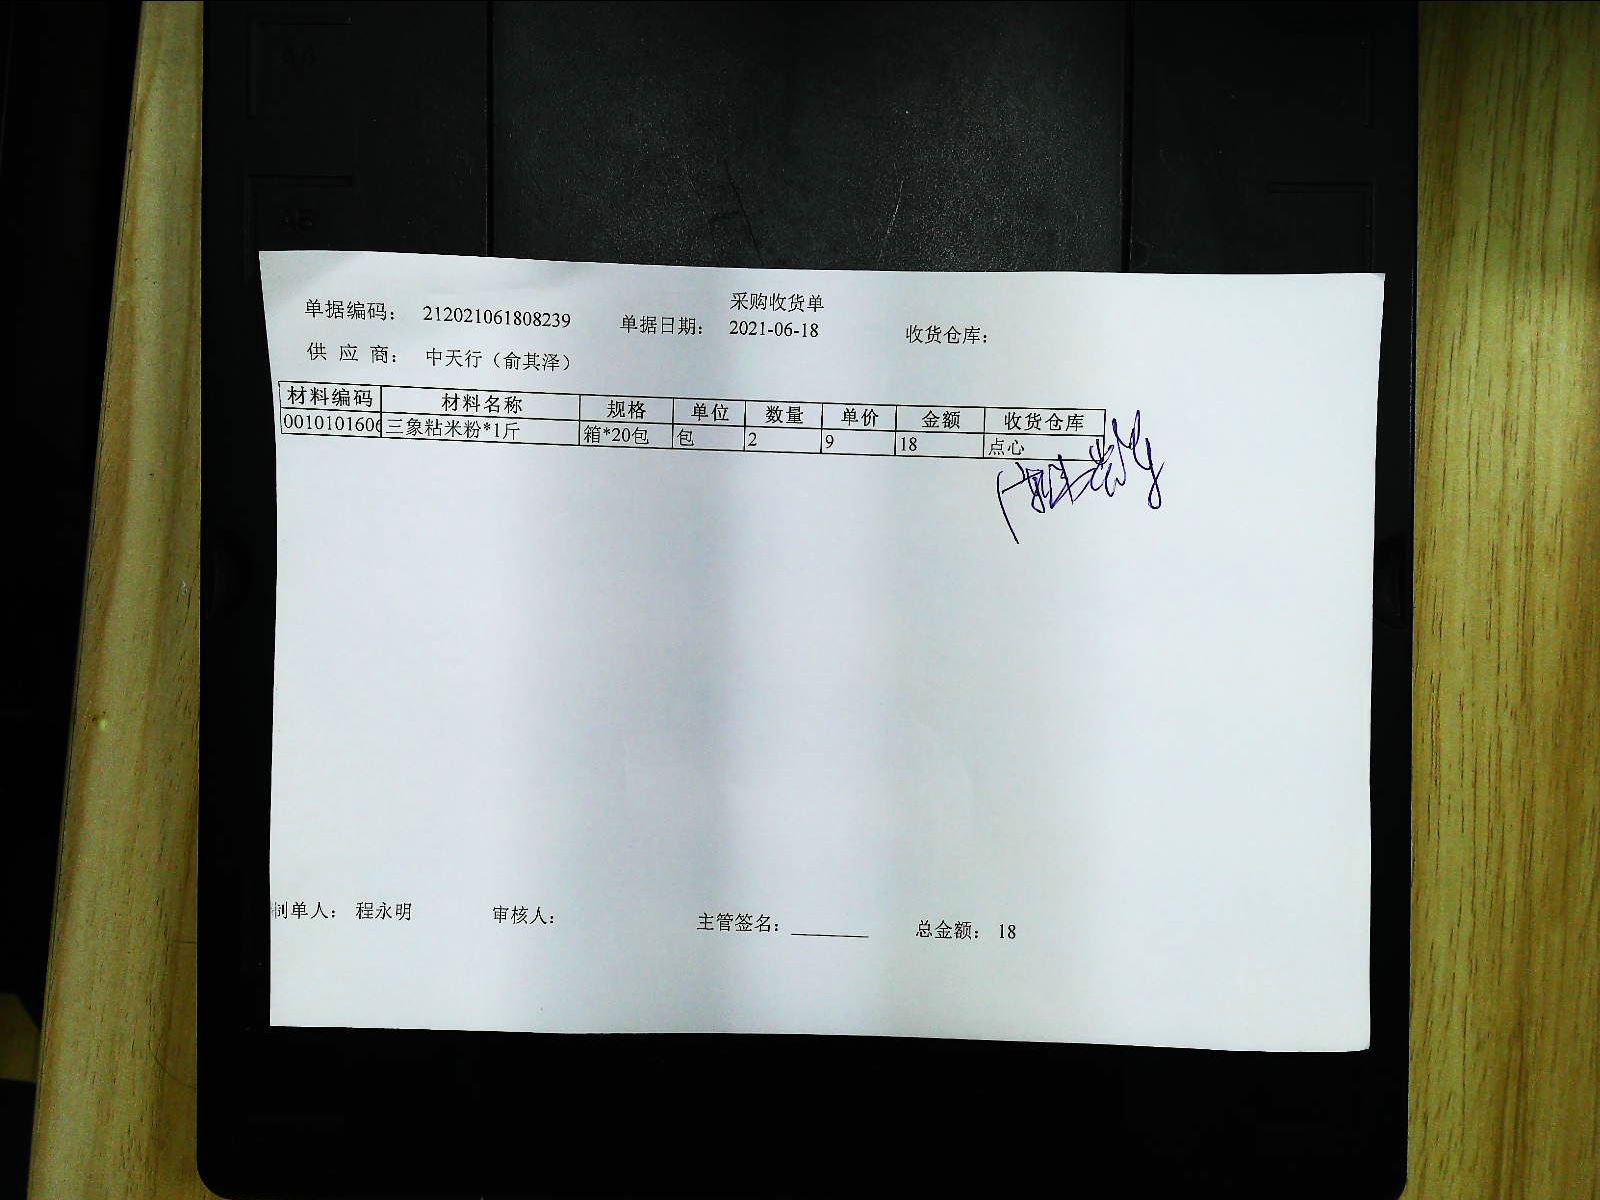 采购收货单
单据编码： 212021061808239 单据日期： 2021-06-18 收货仓库：
供 应 商： 中天行（俞其泽）
材料编码 材料名称 规格 单位 数量 单价 金额 收货仓库
0010101606 三象粘米粉*1斤 箱*20包 包 2 9 18 点心
制单人： 程永明 审核人： 主管签名： 总金额： 18